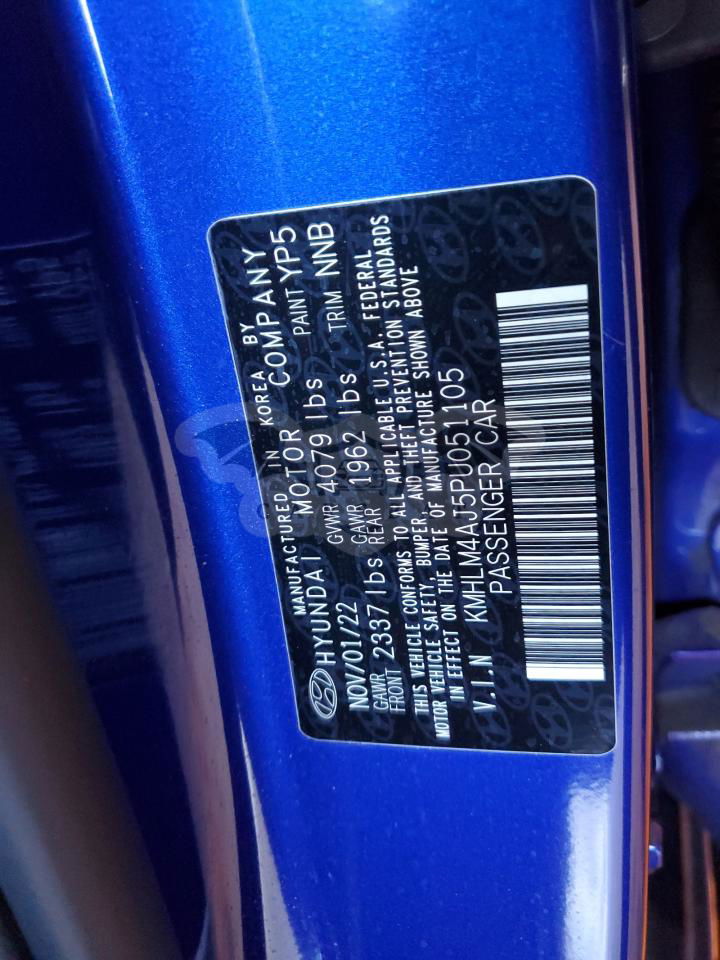 MANUFACTURED IN KOREA BY
HYUNDAI MOTOR COMPANY
NOV/01/22 GVWR 4079 lbs PAINT YP5
GAWR FRONT 2337 lbs GAWR REAR 1962 lbs TRIM NNB
THIS VEHICLE CONFORMS TO ALL APPLICABLE U.S.A. FEDERAL
MOTOR VEHICLE SAFETY, BUMPER, AND THEFT PREVENTION STANDARDS
IN EFFECT ON THE DATE OF MANUFACTURE SHOWN ABOVE
V.I.N KMHLM4AJ5PU051105
PASSENGER CAR